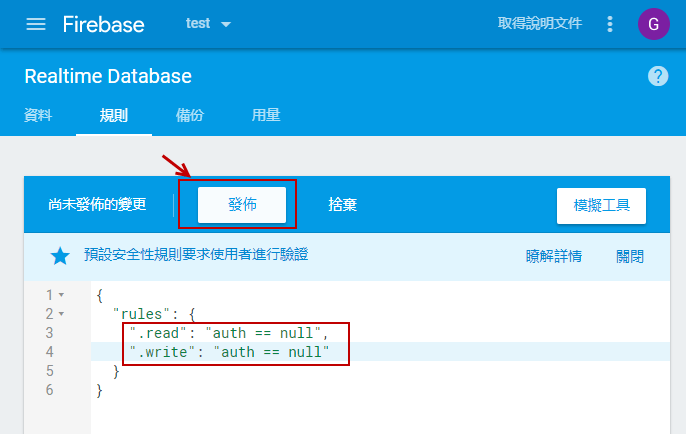 Firebase test 取得說明文件 G
Realtime Database ?
資料 規則 備份 用量
尚未發佈的變更 發佈 捨棄 模擬工具
預設安全性規則要求使用者進行驗證 瞭解詳情 關閉
1 {
2 "rules": {
3 ".read": "auth == null",
4 ".write": "auth == null"
5 }
6 }